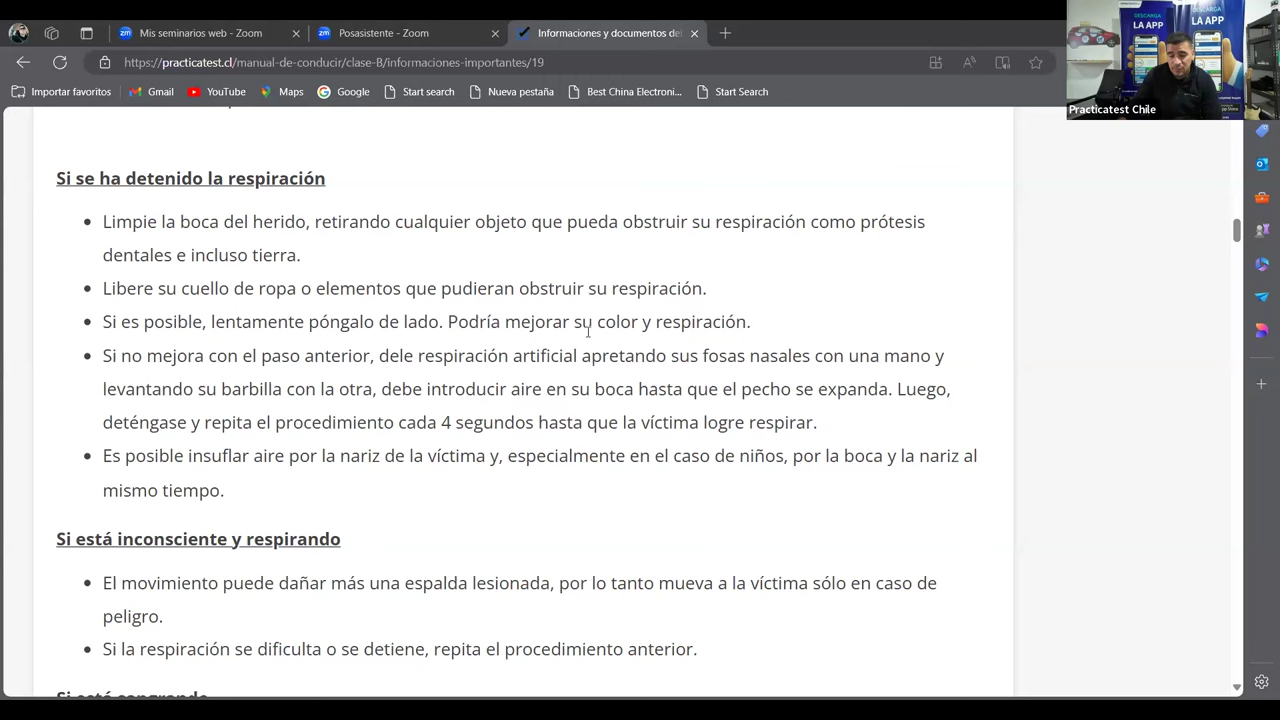 Mis seminarios web - Zoom
Posasistente - Zoom
Informaciones y documentos de
https://practicatest.cl/manual-de-conducir/clase-B/informaciones-importantes/19
Importar favoritos
Gmail
YouTube
Maps
Google
Start search
Nueva pestaña
Best China Electroni...
Start Search
DESCARGA
LA APP
DESCARGA
LA APP
Practicatest Chile
Si se ha detenido la respiración
Limpie la boca del herido, retirando cualquier objeto que pueda obstruir su respiración como prótesis
dentales e incluso tierra.
Libere su cuello de ropa o elementos que pudieran obstruir su respiración.
Si es posible, lentamente póngalo de lado. Podría mejorar su color y respiración.
Si no mejora con el paso anterior, dele respiración artificial apretando sus fosas nasales con una mano y
levantando su barbilla con la otra, debe introducir aire en su boca hasta que el pecho se expanda. Luego,
deténgase y repita el procedimiento cada 4 segundos hasta que la víctima logre respirar.
Es posible insuflar aire por la nariz de la víctima y, especialmente en el caso de niños, por la boca y la nariz al
mismo tiempo.
Si está inconsciente y respirando
El movimiento puede dañar más una espalda lesionada, por lo tanto mueva a la víctima sólo en caso de
peligro.
Si la respiración se dificulta o se detiene, repita el procedimiento anterior.
Si está sangrando